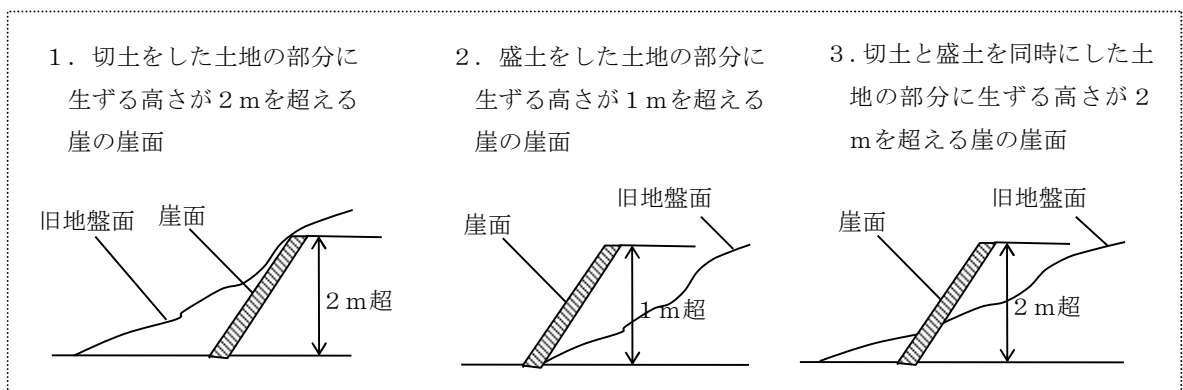 1．切土をした土地の部分に
生ずる高さが2mを超える
崖の崖面
2．盛土をした土地の部分に
生ずる高さが1mを超える
崖の崖面
3．切土と盛土を同時にした土
地の部分に生ずる高さが2
mを超える崖の崖面
旧地盤面
崖面
2m超
崖面
旧地盤面
1m超
崖面
旧地盤面
2m超